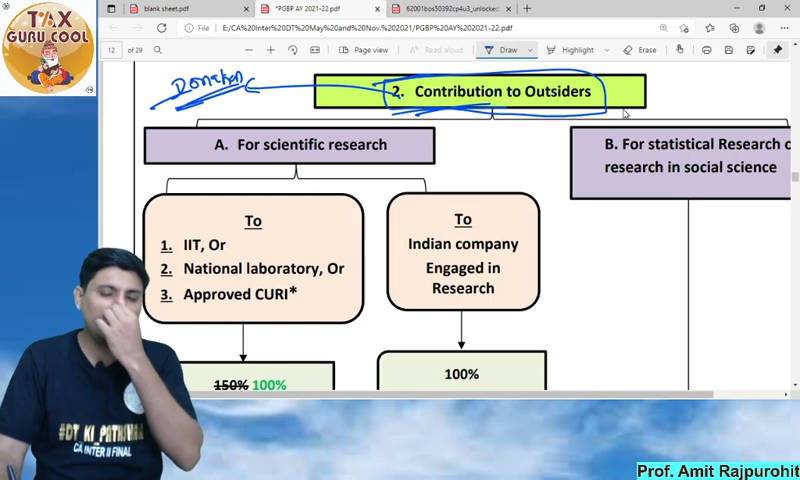 TAX
GURU COOL
blank sheet.pdf
*PGBP AY 2021-22.pdf
62001bos50392cp4u3_unlocked
E:/CA%20Inter%20DT%20May%20and%20Nov.%202021/PGBP%20AY%202021-22.pdf
12 of 29
Page view
Read aloud
Draw
Highlight
Erase
Donation
2. Contribution to Outsiders
A. For scientific research
B. For statistical Research
research in social science
To
1. IIT, Or
2. National laboratory, Or
3. Approved CURI*
To
Indian company
Engaged in
Research
150% 100%
100%
#DT_KI_PATHSHALA
CA INTER II FINAL
Prof. Amit Rajpurohit